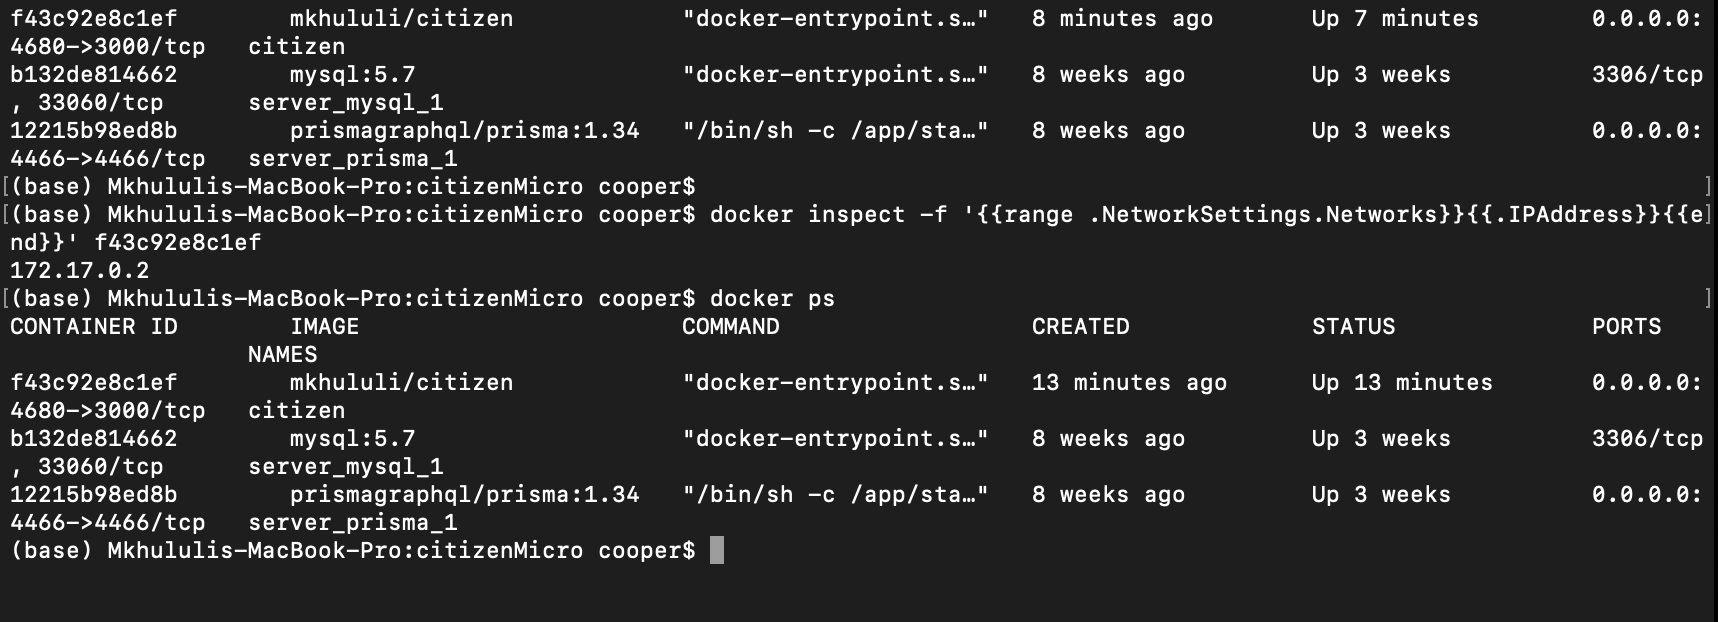 f43c92e8c1ef        mkhululi/citizen            "docker-entrypoint.s…"   8 minutes ago       Up 7 minutes        0.0.0.0:
4680->3000/tcp   citizen
b132de814662        mysql:5.7                   "docker-entrypoint.s…"   8 weeks ago         Up 3 weeks          3306/tcp
, 33060/tcp      server_mysql_1
12215b98ed8b        prismagraphql/prisma:1.34   "/bin/sh -c /app/sta…"   8 weeks ago         Up 3 weeks          0.0.0.0:
4466->4466/tcp   server_prisma_1
[(base) Mkhululis-MacBook-Pro:citizenMicro cooper$ ]
[(base) Mkhululis-MacBook-Pro:citizenMicro cooper$ docker inspect -f '{{range .NetworkSettings.Networks}}{{.IPAddress}}{{e]
nd}}' f43c92e8c1ef
172.17.0.2
[(base) Mkhululis-MacBook-Pro:citizenMicro cooper$ docker ps ]
CONTAINER ID        IMAGE                       COMMAND                  CREATED             STATUS              PORTS
                 NAMES
f43c92e8c1ef        mkhululi/citizen            "docker-entrypoint.s…"   13 minutes ago      Up 13 minutes       0.0.0.0:
4680->3000/tcp   citizen
b132de814662        mysql:5.7                   "docker-entrypoint.s…"   8 weeks ago         Up 3 weeks          3306/tcp
, 33060/tcp      server_mysql_1
12215b98ed8b        prismagraphql/prisma:1.34   "/bin/sh -c /app/sta…"   8 weeks ago         Up 3 weeks          0.0.0.0:
4466->4466/tcp   server_prisma_1
(base) Mkhululis-MacBook-Pro:citizenMicro cooper$